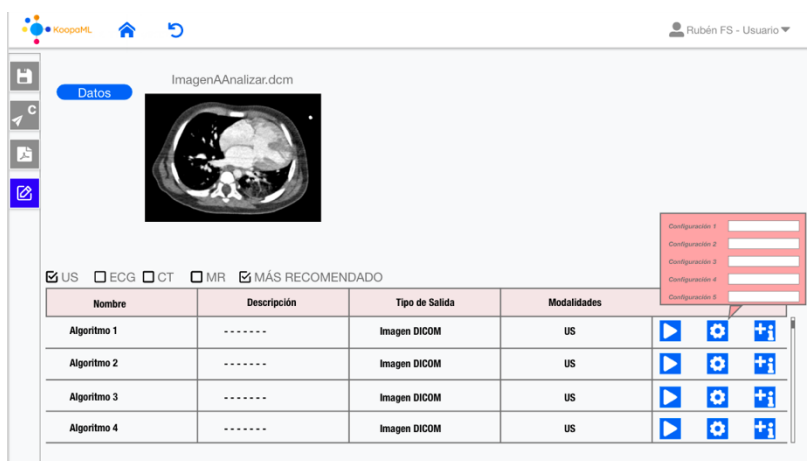 KoopaML
Rubén FS - Usuario
C
Datos
ImagenAAnalizar.dcm
Configuración 1
Configuración 2
Configuración 3
Configuración 4
Configuración 5
US ECG CT MR MÁS RECOMENDADO
Nombre Descripción Tipo de Salida Modalidades
Algoritmo 1 - - - - - - - Imagen DICOM US +i
Algoritmo 2 - - - - - - - Imagen DICOM US +i
Algoritmo 3 - - - - - - - Imagen DICOM US +i
Algoritmo 4 - - - - - - - Imagen DICOM US +i